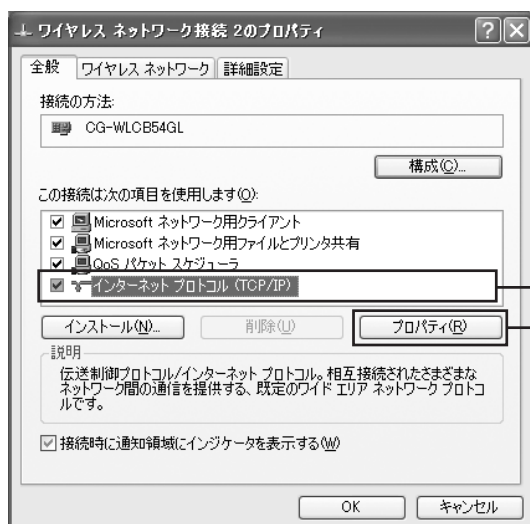 ワイヤレス ネットワーク接続 2のプロパティ
全般
ワイヤレス ネットワーク
詳細設定
接続の方法:
CG-WLCB54GL
構成(C)...
この接続は次の項目を使用します(O):
Microsoft ネットワーク用クライアント
Microsoft ネットワーク用ファイルとプリンタ共有
QoS パケット スケジューラ
インターネット プロトコル (TCP/IP)
インストール(N)...
削除(U)
プロパティ(R)
説明
伝送制御プロトコル/インターネット プロトコル。相互接続されたさまざまな
ネットワーク間の通信を提供する、既定のワイド エリア ネットワーク プロトコ
ルです。
接続時に通知領域にインジケータを表示する(W)
OK
キャンセル